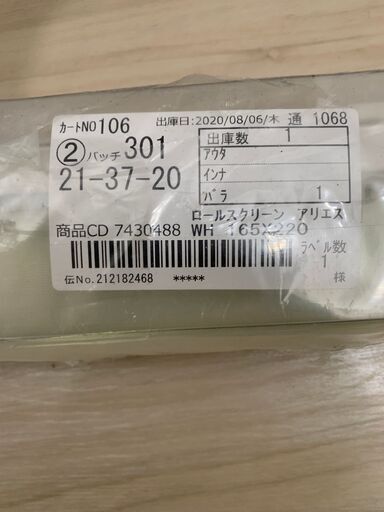 カートNO106 出庫日:2020/08/06/木 通 1068
②バッチ301 出庫数 1
アウタ
21-37-20 インナ
バラ 1
ロールスクリーン アリエス
商品CD 7430488 WH 165X220
ラベル数
1
伝No.212182468 ***** 様